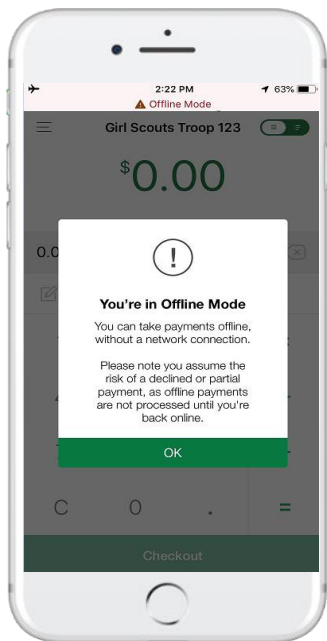 2:22 PM
63%
Offline Mode
Girl Scouts Troop 123
$0.00
0.0
You're in Offline Mode
You can take payments offline,
without a network connection.
Please note you assume the
risk of a declined or partial
payment, as offline payments
are not processed until you're
back online.
OK
C 0 . =
Checkout